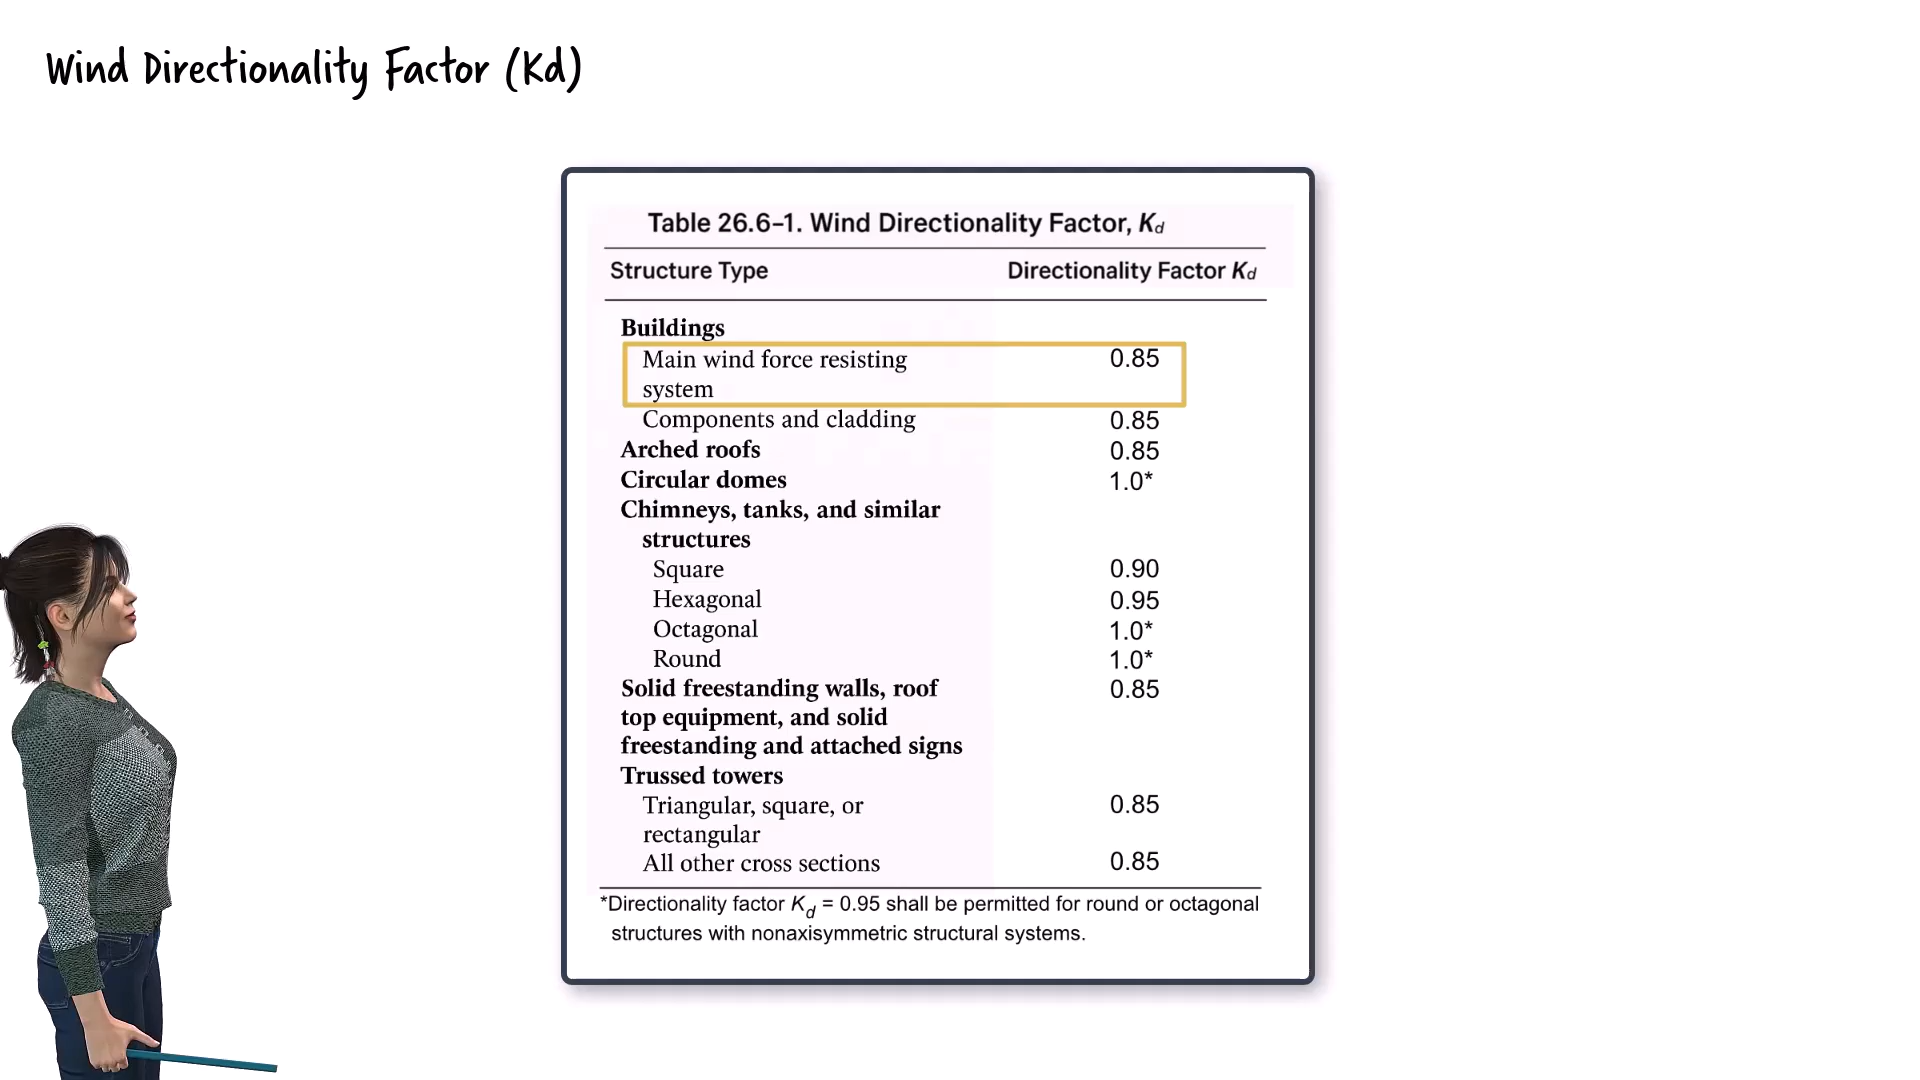 Wind Directionality Factor (Kd)
Table 26.6-1. Wind Directionality Factor, Kd
Structure Type Directionality Factor Kd
Buildings
Main wind force resisting 0.85
system
Components and cladding 0.85
Arched roofs 0.85
Circular domes 1.0*
Chimneys, tanks, and similar
structures
Square 0.90
Hexagonal 0.95
Octagonal 1.0*
Round 1.0*
Solid freestanding walls, roof 0.85
top equipment, and solid
freestanding and attached signs
Trussed towers
Triangular, square, or 0.85
rectangular
All other cross sections 0.85
*Directionality factor Kd = 0.95 shall be permitted for round or octagonal
structures with nonaxisymmetric structural systems.